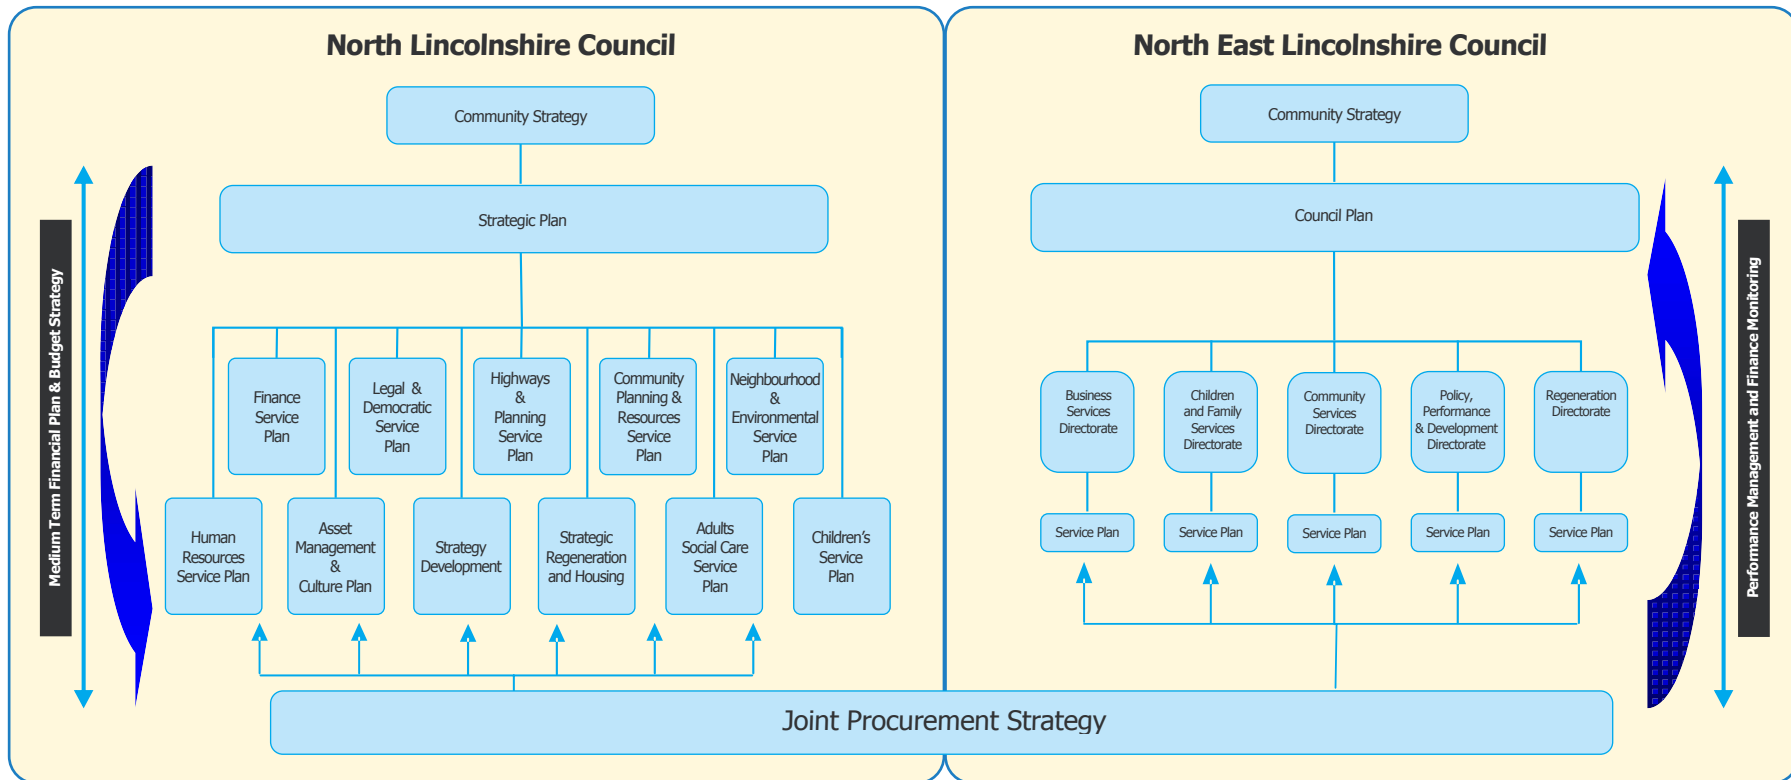 North Lincolnshire Council
Community Strategy
Strategic Plan
Medium Term Financial Plan & Budget Strategy
Finance
Service
Plan
Legal &
Democratic
Service
Plan
Highways
&
Planning
Service
Plan
Community
Planning &
Resources
Service
Plan
Neighbourhood
&
Environmental
Service
Plan
Human
Resources
Service Plan
Asset
Management
&
Culture Plan
Strategy
Development
Strategic
Regeneration
and Housing
Adults
Social Care
Service
Plan
Children’s
Service
Plan
North East Lincolnshire Council
Community Strategy
Council Plan
Business
Services
Directorate
Children
and Family
Services
Directorate
Community
Services
Directorate
Policy,
Performance
& Development
Directorate
Regeneration
Directorate
Service Plan
Service Plan
Service Plan
Service Plan
Service Plan
Performance Management and Finance Monitoring
Joint Procurement Strategy